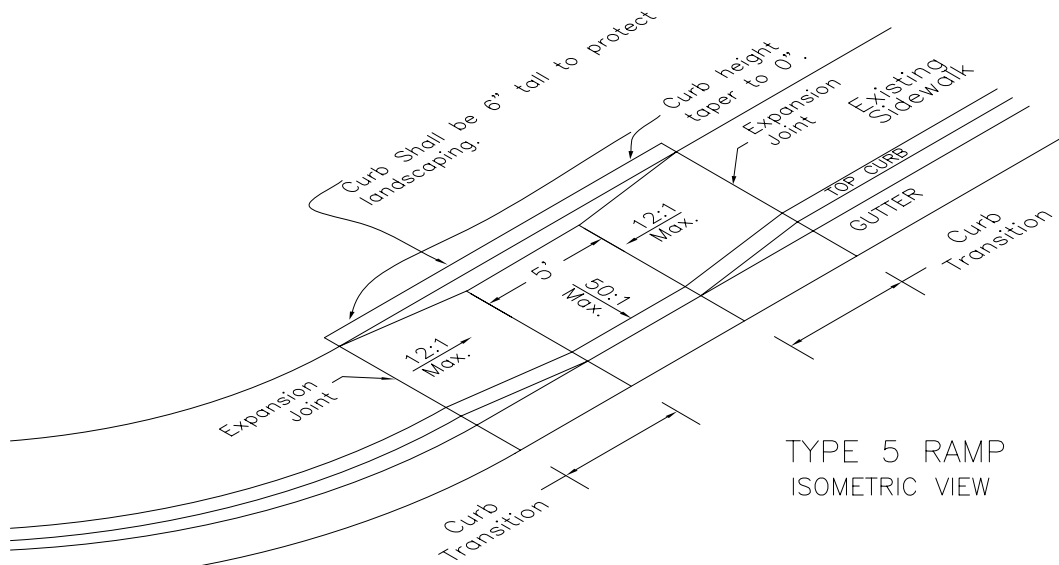 Curb Shall be 6" tall to protect
landscaping.
Curb height
taper to 0".
Expansion
Joint
Existing
Sidewalk
TOP CURB
GUTTER
Curb
Transition
12:1
Max.
5'
50:1
Max.
12:1
Max.
Expansion
Joint
Curb
Transition
TYPE 5 RAMP
ISOMETRIC VIEW